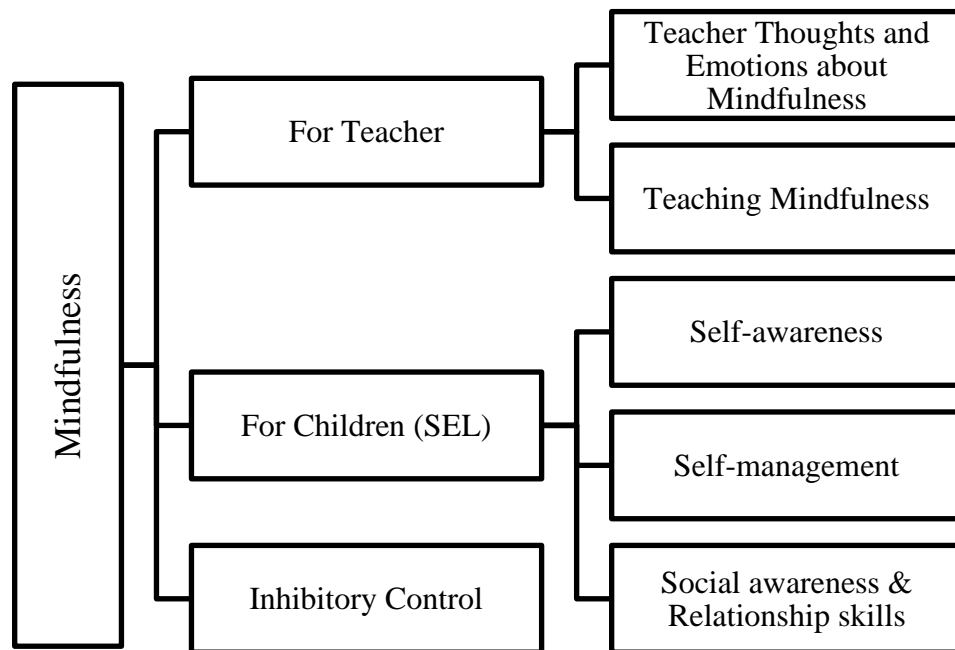 Mindfulness
For Teacher
Teacher Thoughts and
Emotions about
Mindfulness
Teaching Mindfulness
For Children (SEL)
Self-awareness
Self-management
Social awareness &
Relationship skills
Inhibitory Control